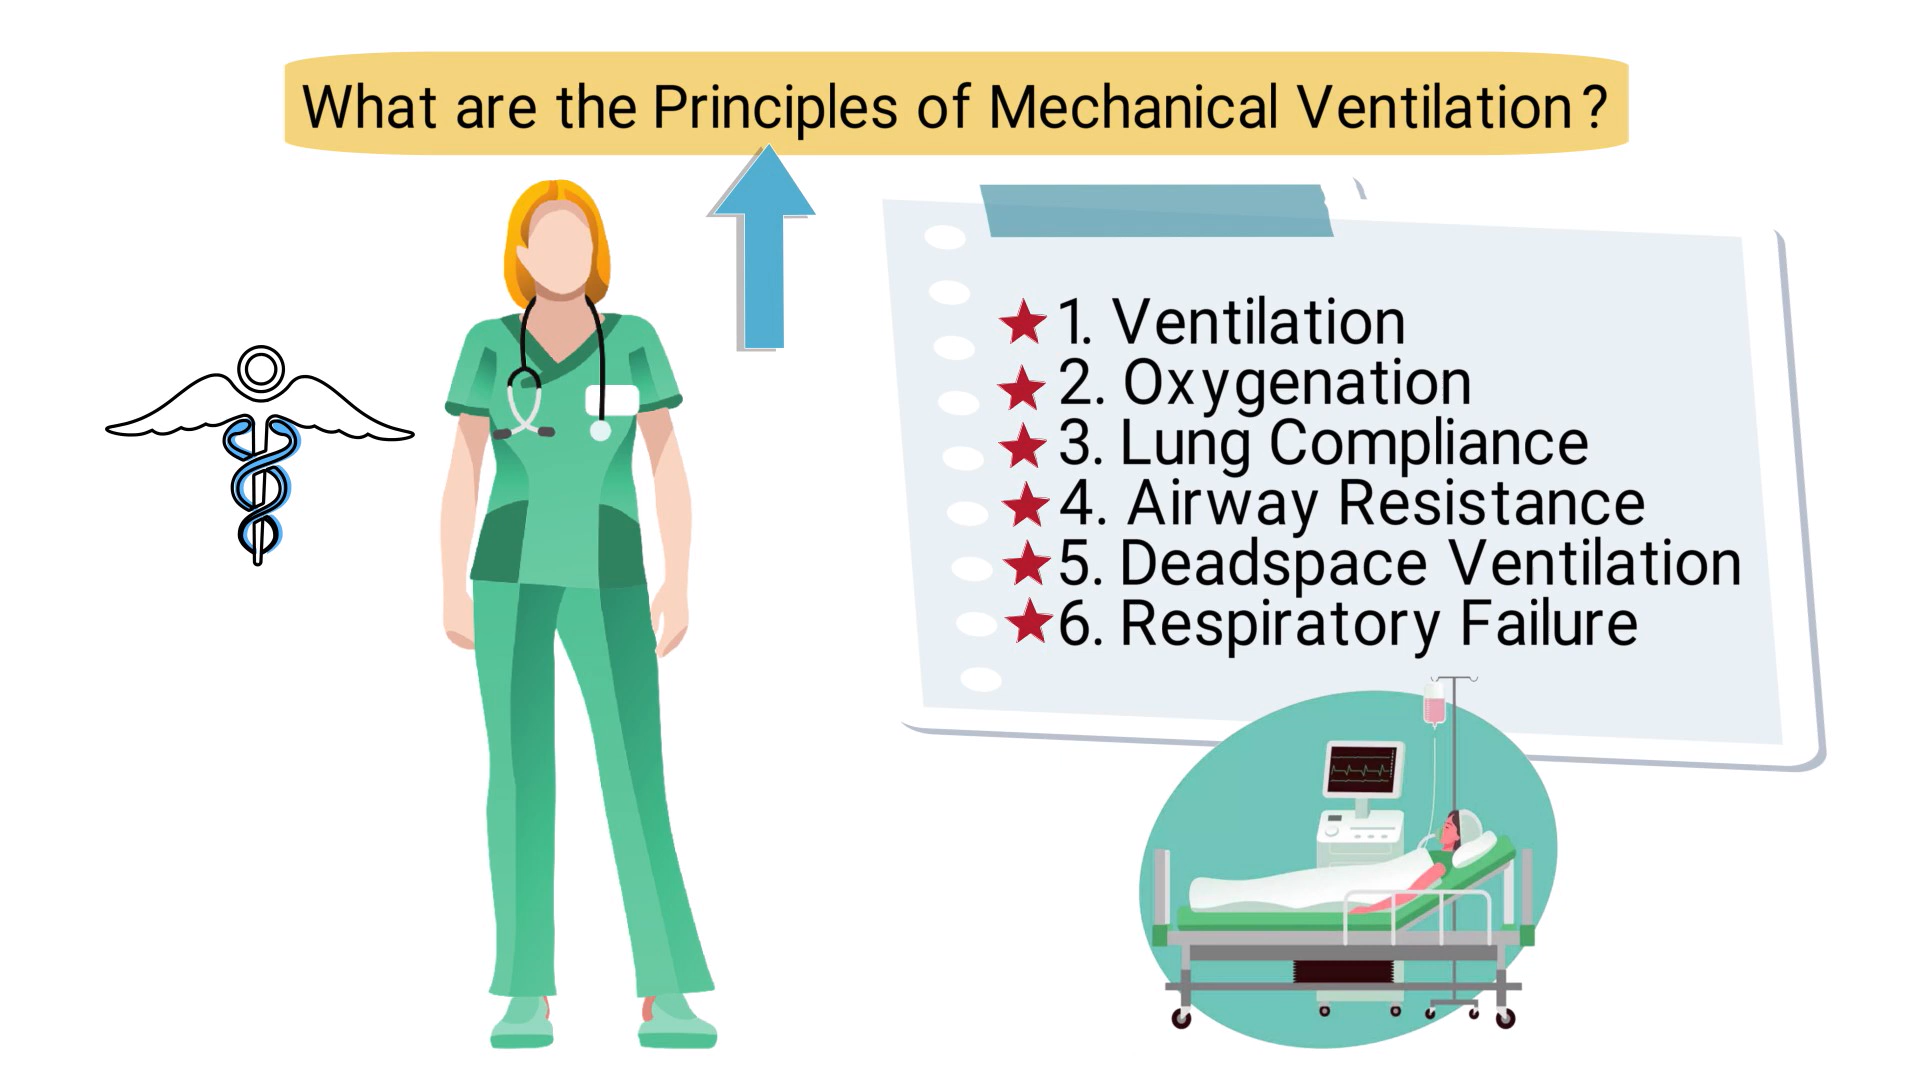 What are the Principles of Mechanical Ventilation?
1. Ventilation
2. Oxygenation
3. Lung Compliance
4. Airway Resistance
5. Deadspace Ventilation
6. Respiratory Failure